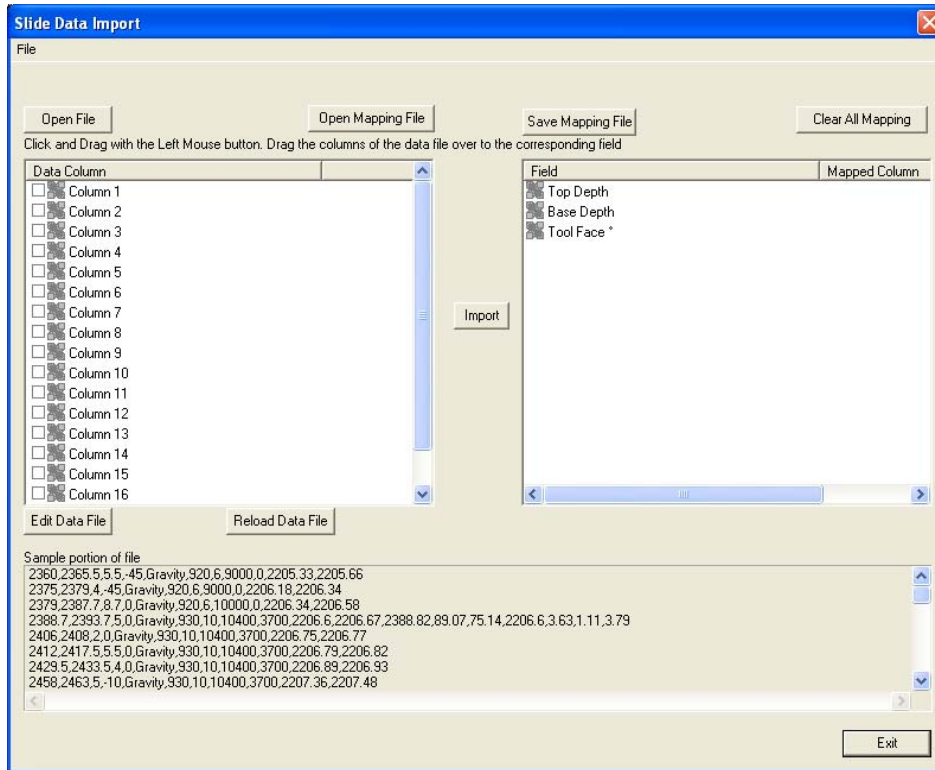 Slide Data Import
File
Open File
Open Mapping File
Save Mapping File
Clear All Mapping
Click and Drag with the Left Mouse button. Drag the columns of the data file over to the corresponding field
Data Column
Column 1
Column 2
Column 3
Column 4
Column 5
Column 6
Column 7
Column 8
Column 9
Column 10
Column 11
Column 12
Column 13
Column 14
Column 15
Column 16
Import
Field Mapped Column
Top Depth
Base Depth
Tool Face °
Edit Data File
Reload Data File
Sample portion of file
2360,2365.5,5.5,-45,Gravity,920,6,9000,0,2205.33,2205.66
2375,2379,4,-45,Gravity,920,6,9000,0,2206.18,2206.34
2379,2387.7,8.7,0,Gravity,920,6,10000,0,2206.34,2206.58
2388.7,2393.7,5,0,Gravity,930,10,10400,3700,2206.6,2206.67,2388.82,89.07,75.14,2206.6,3.63,1.11,3.79
2406,2408,2,0,Gravity,930,10,10400,3700,2206.75,2206.77
2412,2417.5,5.5,0,Gravity,930,10,10400,3700,2206.79,2206.82
2429.5,2433.5,4,0,Gravity,930,10,10400,3700,2206.89,2206.93
2458,2463,5,-10,Gravity,930,10,10400,3700,2207.36,2207.48
Exit